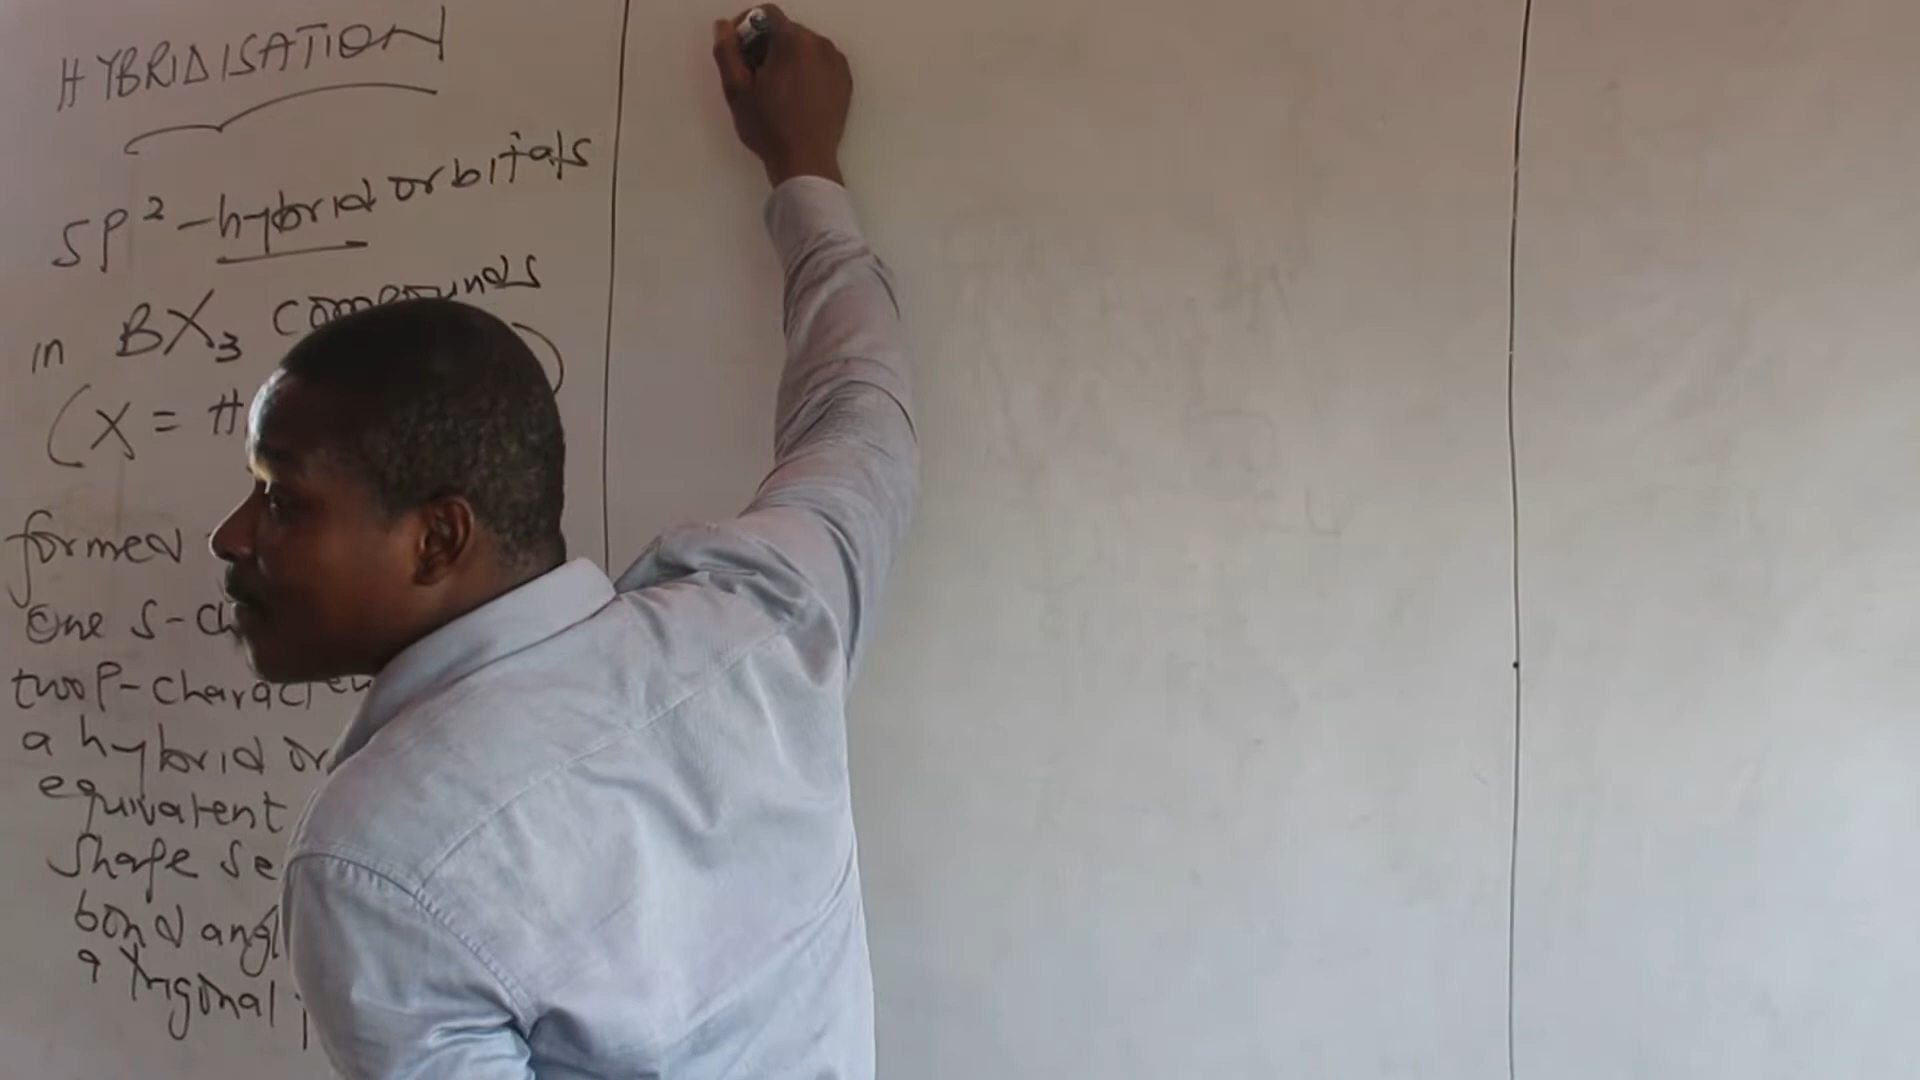 HYBRIDISATION
SP²-hybrid orbitals
in BX₃ compounds
(X = H
formed
One S-ch
two P-character
a hybrid or
equivalent
Shape se
bond angl
a trigonal